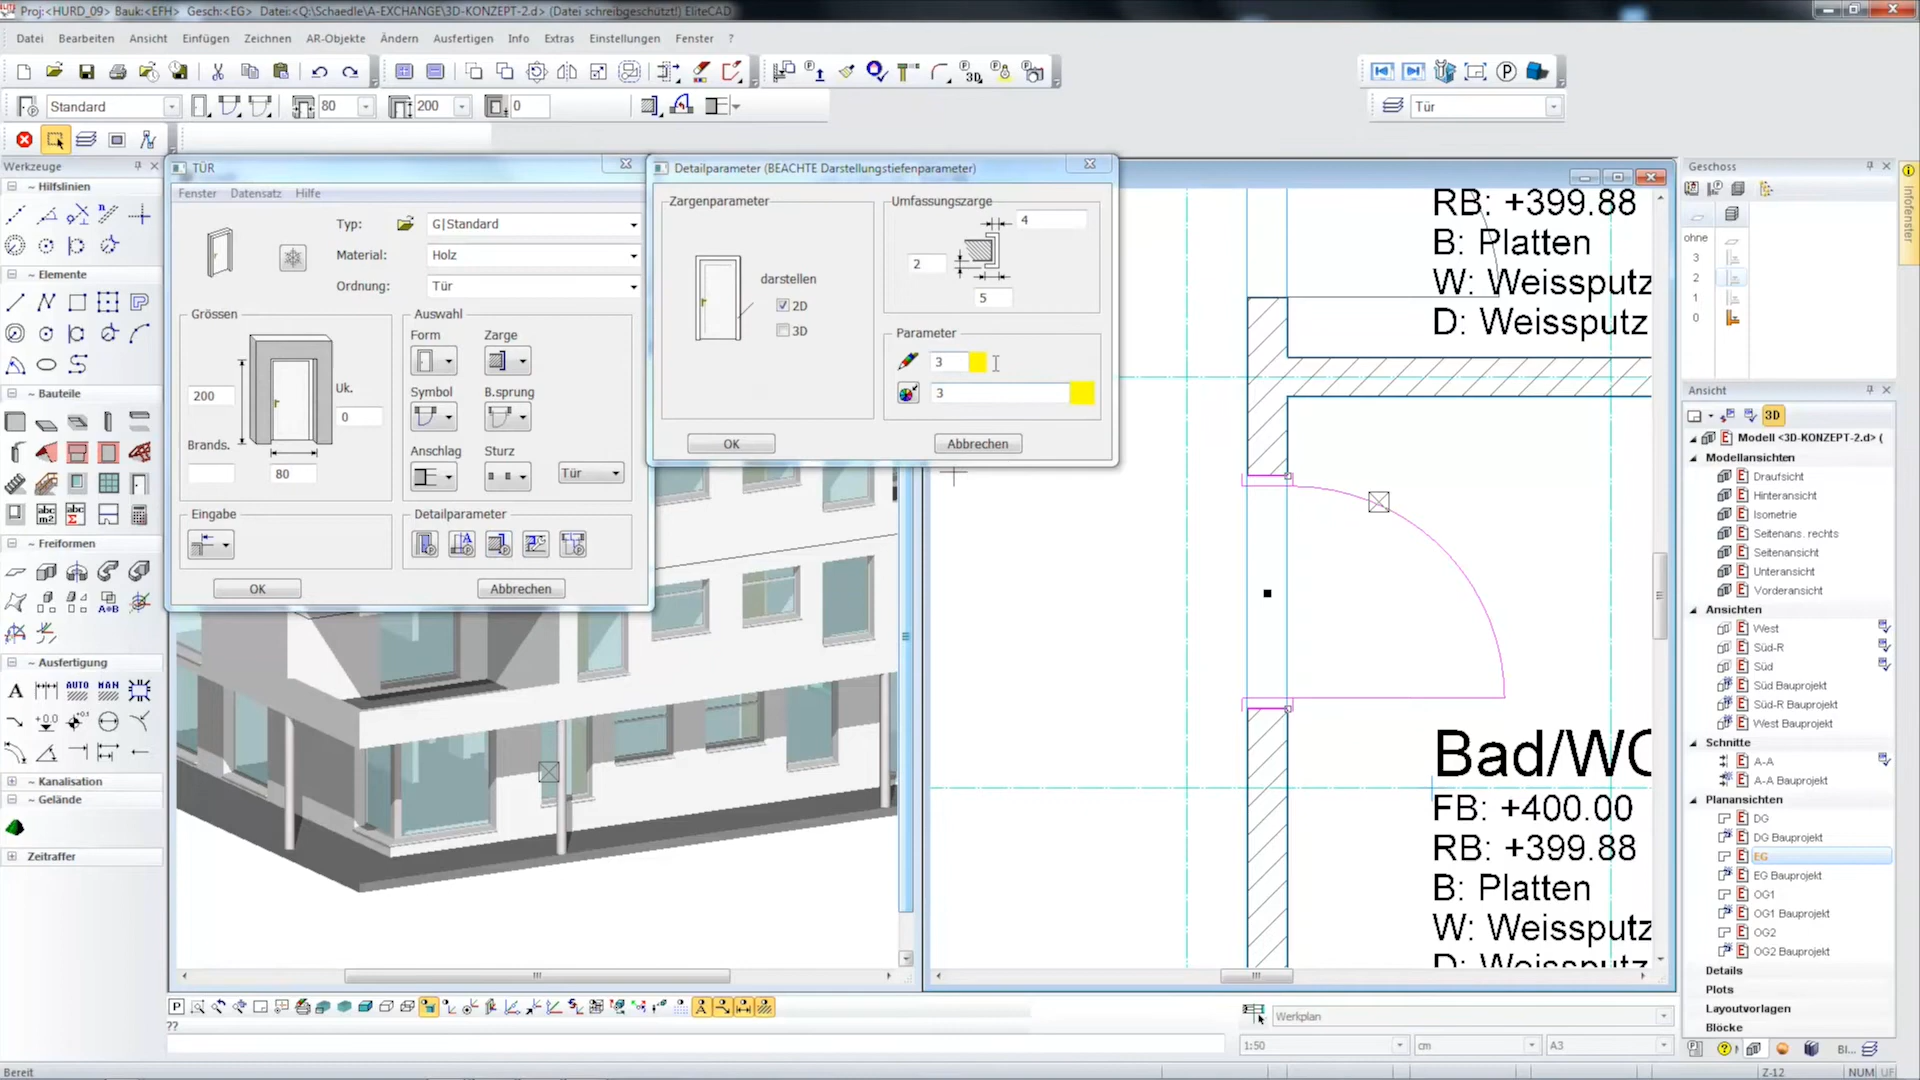 Proj:<HURD_09> Bauk:<EFH> Gesch:<EG> Datei:<Q:\Schaedle\A-EXCHANGE\3D-KONZEPT-2.d> (Datei schreibgeschützt!) EliteCAD
Datei Bearbeiten Ansicht Einfügen Zeichnen AR-Objekte Ändern Ausfertigen Info Extras Einstellungen Fenster ?
Standard 80 200 0 Tür
Werkzeuge
~ Hilfslinien
~ Elemente
~ Bauteile
~ Freiformen
~ Ausfertigung
~ Kanalisation
~ Gelände
Zeitraffer
TÜR
Fenster Datensatz Hilfe
Typ: G|Standard
Material: Holz
Ordnung: Tür
Grössen
200
Uk.
0
Brands.
80
Auswahl
Form Zarge
Symbol B.sprung
Anschlag Sturz
Tür
Eingabe
Detailparameter
OK Abbrechen
Detailparameter (BEACHTE Darstellungstiefenparameter)
Zargenparameter
darstellen
2D
3D
Umfassungszarge
4
2
5
Parameter
3
3
OK Abbrechen
RB: +399.88
B: Platten
W: Weissputz
D: Weissputz
Bad/WC
FB: +400.00
RB: +399.88
B: Platten
W: Weissputz
D: Weissputz
Geschoss
ohne
3
2
1
0
Infofenster
Ansicht
3D
Modell <3D-KONZEPT-2.d> (
Modellansichten
Draufsicht
Hinteransicht
Isometrie
Seitenans. rechts
Seitenansicht
Unteransicht
Vorderansicht
Ansichten
West
Süd-R
Süd
Süd Bauprojekt
Süd-R Bauprojekt
West Bauprojekt
Schnitte
A-A
A-A Bauprojekt
Planansichten
DG
DG Bauprojekt
EG
EG Bauprojekt
OG1
OG1 Bauprojekt
OG2
OG2 Bauprojekt
Details
Plots
Layoutvorlagen
Blöcke
Bl...
??
Werkplan
1:50 cm A3
Bereit
Z-12 NUM UF